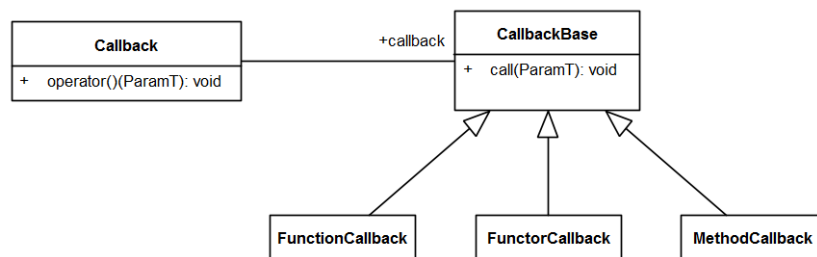 Callback
+ operator()(ParamT): void
+callback
CallbackBase
+ call(ParamT): void
FunctionCallback
FunctorCallback
MethodCallback